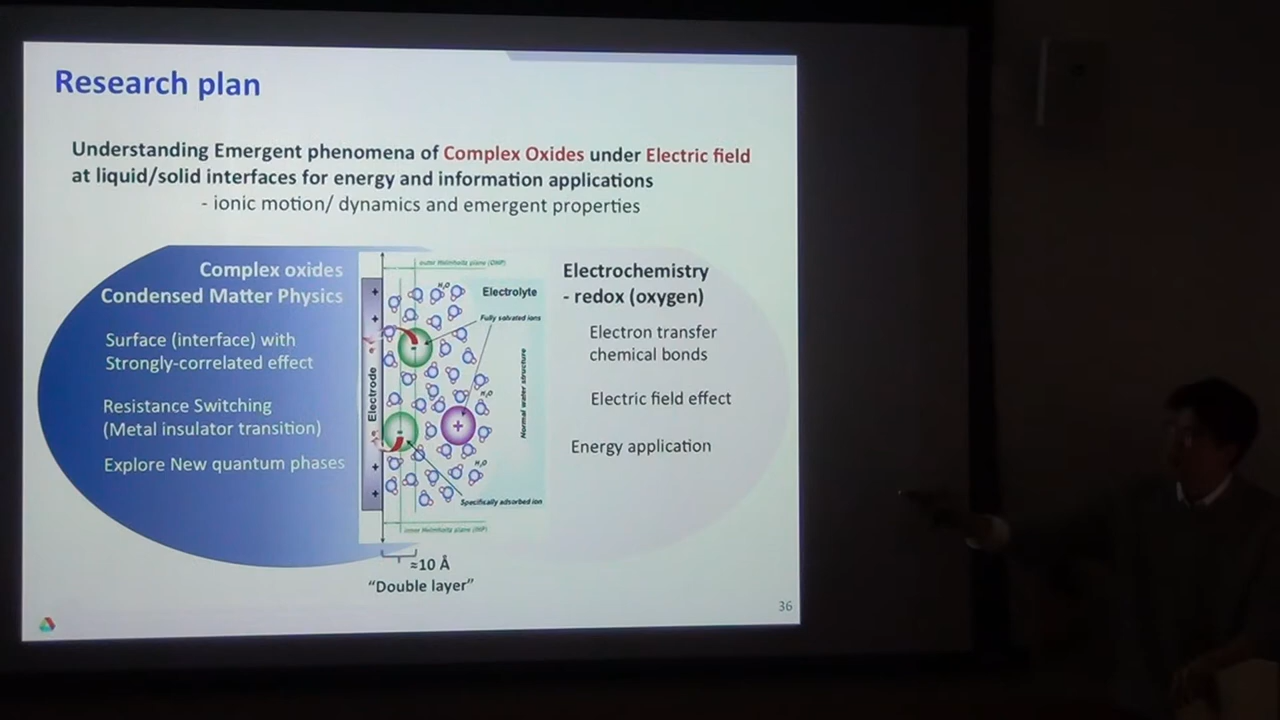 Research plan
Understanding Emergent phenomena of Complex Oxides under Electric field
at liquid/solid interfaces for energy and information applications
- ionic motion/ dynamics and emergent properties
Complex oxides
Condensed Matter Physics
Surface (interface) with
Strongly-correlated effect
Resistance Switching
(Metal insulator transition)
Explore New quantum phases
outer Helmholtz plane (OHP)
H₂O
Electrolyte
Fully solvated ions
+
+
-
e-
Electrode
Normal water structure
H₂O
-
+
e-
+
+
H₂O
Specifically adsorbed ion
inner Helmholtz plane (IHP)
≈10 Å
“Double layer”
Electrochemistry
- redox (oxygen)
Electron transfer
chemical bonds
Electric field effect
Energy application
36